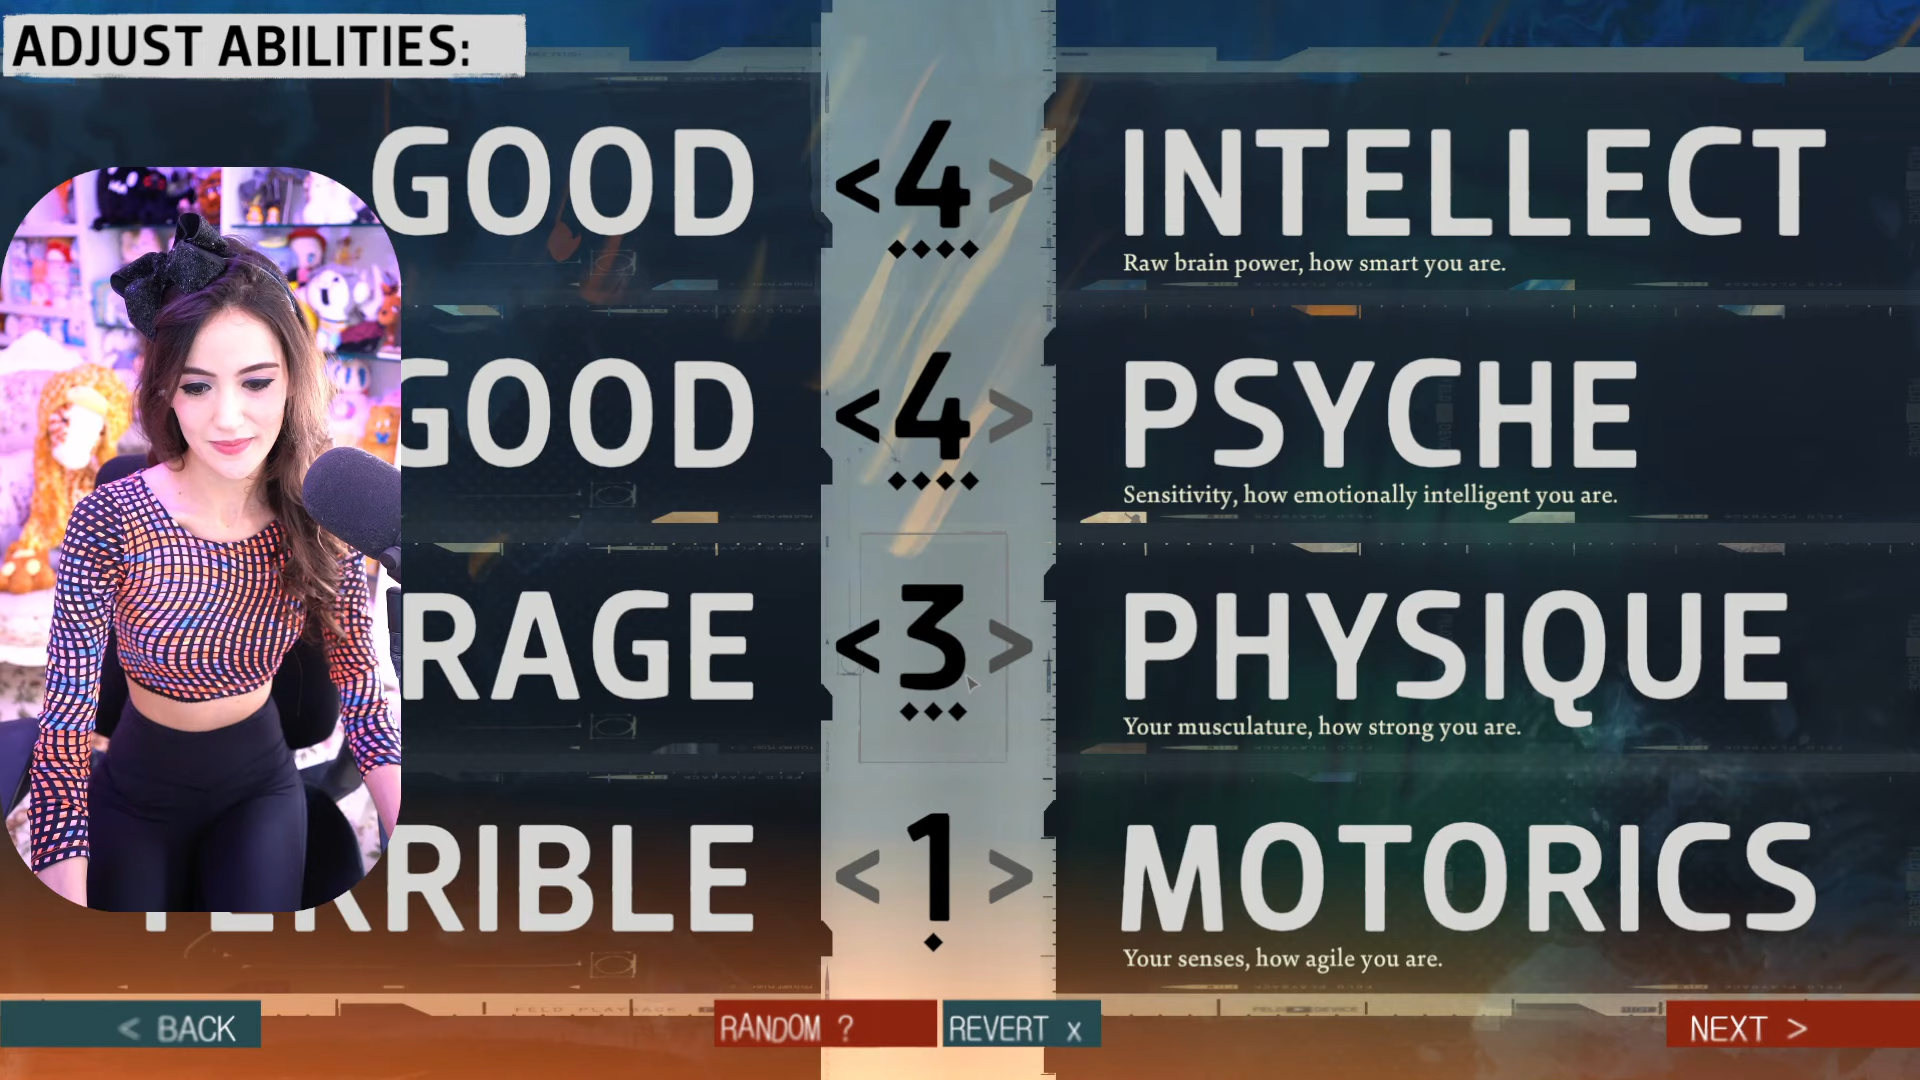 ADJUST ABILITIES:
GOOD <4> INTELLECT
Raw brain power, how smart you are.
GOOD <4> PSYCHE
Sensitivity, how emotionally intelligent you are.
RAGE <3> PHYSIQUE
Your musculature, how strong you are.
TERRIBLE <1> MOTORICS
Your senses, how agile you are.
< BACK
RANDOM ?
REVERT x
NEXT >